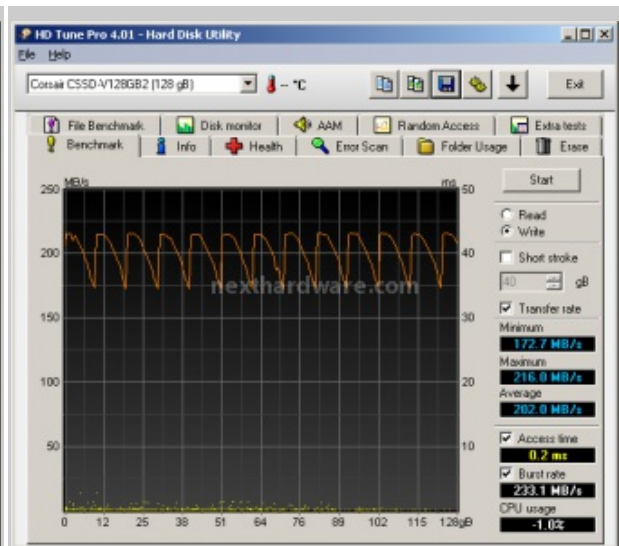 HD Tune Pro 4.01 - Hard Disk Utility
File Help
Corsair CSSD-V128GB2 (128 gB)
-- °C
Exit
File Benchmark Disk monitor AAM Random Access Extra tests
Benchmark Info Health Error Scan Folder Usage Erase
MB/s
ms
250
200
150
100
50
50
40
30
20
10
0 12 25 38 51 64 76 89 102 115 128gB
nexthardware.com
Start
Read
Write
Short stroke
40 gB
Transfer rate
Minimum
172.7 MB/s
Maximum
216.0 MB/s
Average
202.0 MB/s
Access time
0.2 ms
Burst rate
233.1 MB/s
CPU usage
-1.0%